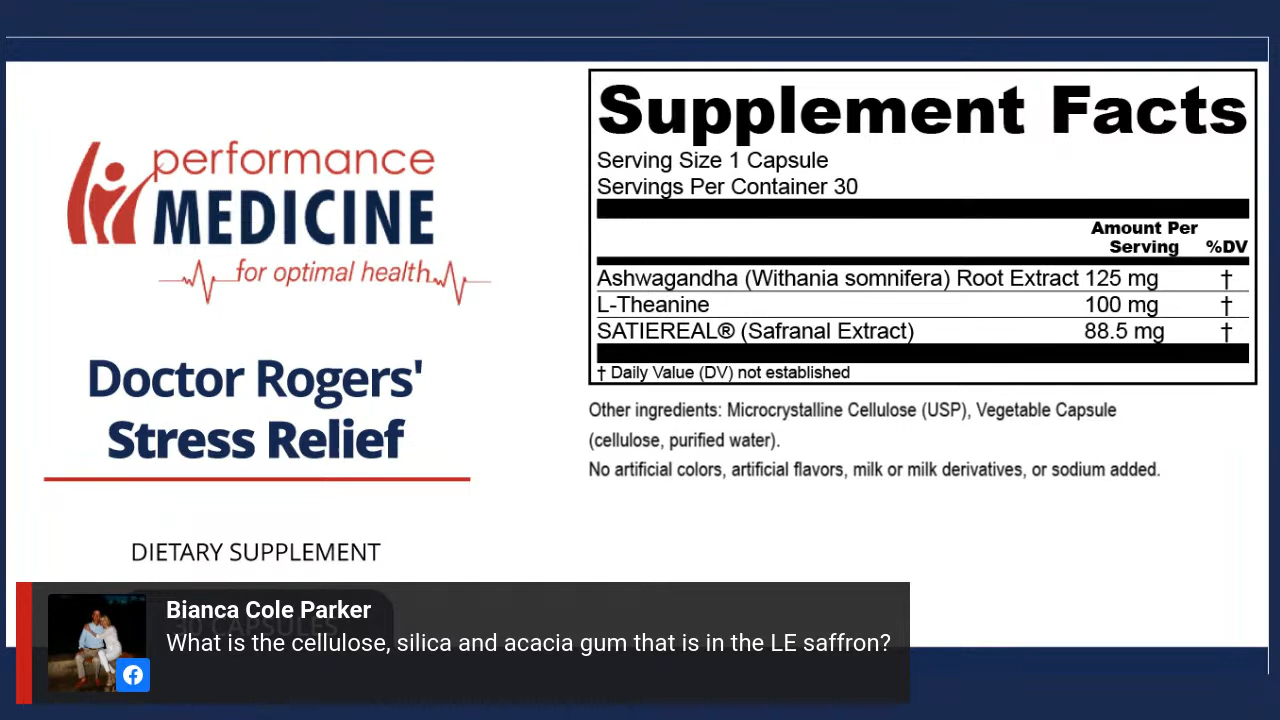 performance
MEDICINE
for optimal health
Doctor Rogers'
Stress Relief
DIETARY SUPPLEMENT
30 CAPSULES
Supplement Facts
Serving Size 1 Capsule
Servings Per Container 30
Amount Per
Serving %DV
Ashwagandha (Withania somnifera) Root Extract 125 mg †
L-Theanine 100 mg †
SATIEREAL® (Safranal Extract) 88.5 mg †
† Daily Value (DV) not established
Other ingredients: Microcrystalline Cellulose (USP), Vegetable Capsule
(cellulose, purified water).
No artificial colors, artificial flavors, milk or milk derivatives, or sodium added.
Bianca Cole Parker
What is the cellulose, silica and acacia gum that is in the LE saffron?